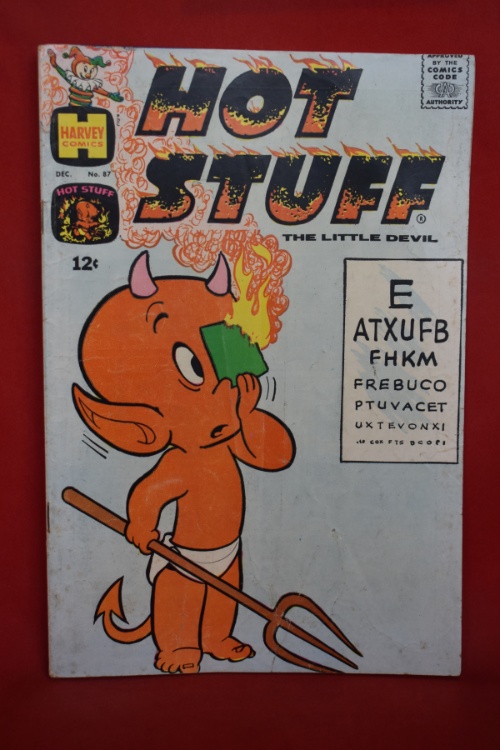 HOT
STUFF
®
THE LITTLE DEVIL
APPROVED
BY THE
COMICS
CODE
AUTHORITY
HARVEY
COMICS
DEC. No. 87
HOT STUFF
12¢
E
ATXUFB
FHKM
FREBUCO
PTUVACET
UXTEVONXI